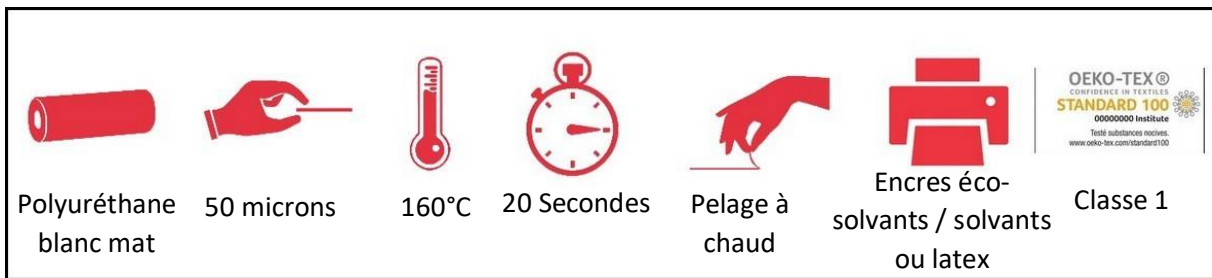 OEKO-TEX®
CONFIDENCE IN TEXTILES
STANDARD 100
00000000 Institute
Testé substances nocives.
www.oeko-tex.com/standard100
Polyuréthane
blanc mat
50 microns
160°C
20 Secondes
Pelage à
chaud
Encres éco-
solvants / solvants
ou latex
Classe 1